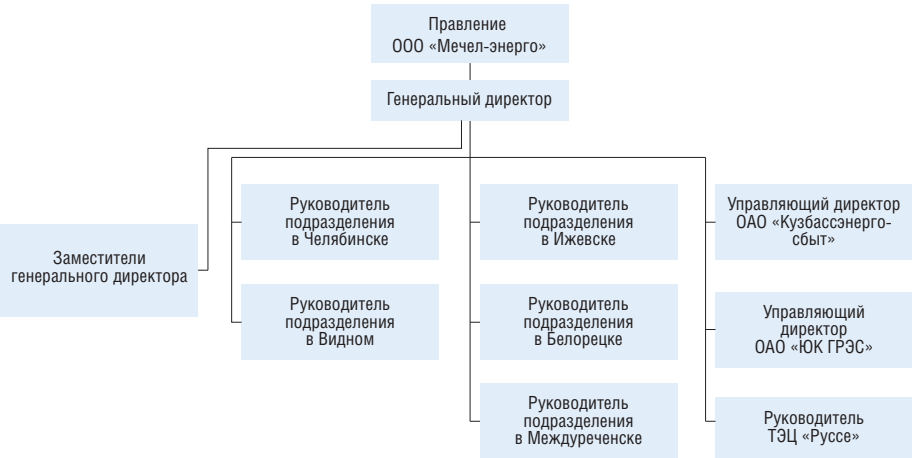 Правление
ООО «Мечел-энерго»
Генеральный директор
Заместители
генерального директора
Руководитель
подразделения
в Челябинске
Руководитель
подразделения
в Видном
Руководитель
подразделения
в Ижевске
Руководитель
подразделения
в Белорецке
Руководитель
подразделения
в Междуреченске
Управляющий директор
ОАО «Кузбассэнерго-
сбыт»
Управляющий
директор
ОАО «ЮК ГРЭС»
Руководитель
ТЭЦ «Руссе»